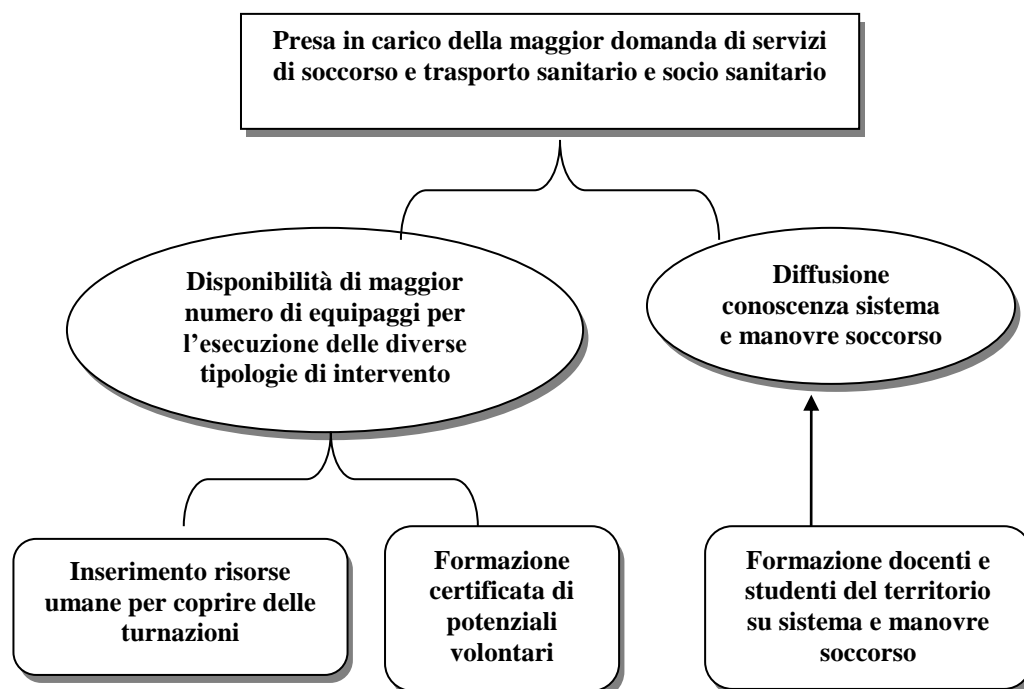 Presa in carico della maggior domanda di servizi
di soccorso e trasporto sanitario e socio sanitario
Disponibilità di maggior
numero di equipaggi per
l’esecuzione delle diverse
tipologie di intervento
Diffusione
conoscenza sistema
e manovre soccorso
Inserimento risorse
umane per coprire delle
turnazioni
Formazione
certificata di
potenziali
volontari
Formazione docenti e
studenti del territorio
su sistema e manovre
soccorso